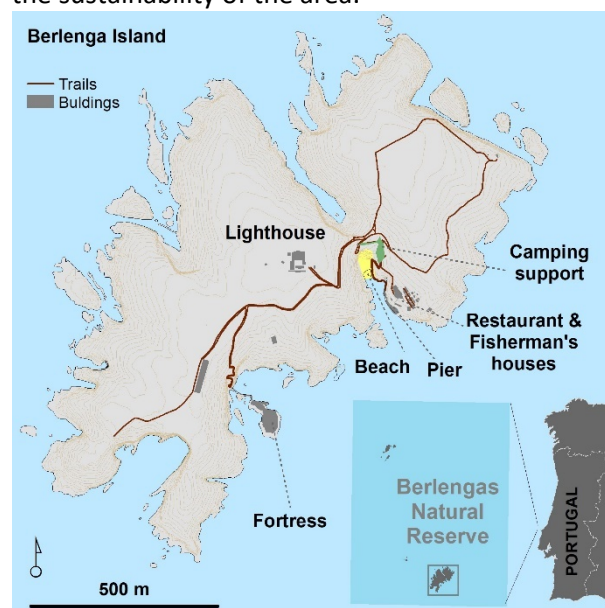 the sustainability of the area.
Berlenga Island
Trails
Buldings
Lighthouse
Camping
support
Restaurant &
Fisherman's
houses
Beach
Pier
Fortress
Berlengas
Natural
Reserve
PORTUGAL
500 m